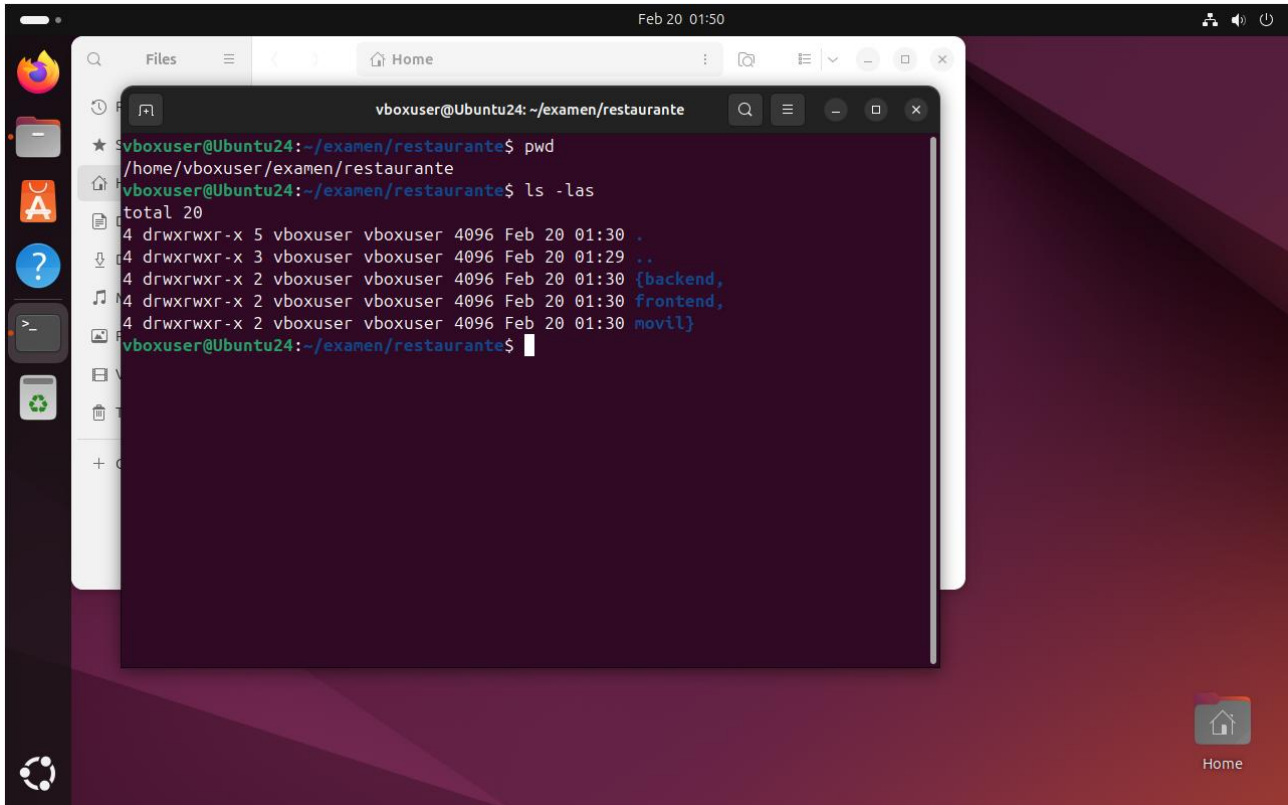 Feb 20 01:50
Files
Home
vboxuser@Ubuntu24: ~/examen/restaurante
vboxuser@Ubuntu24:~/examen/restaurante$ pwd
/home/vboxuser/examen/restaurante
vboxuser@Ubuntu24:~/examen/restaurante$ ls -las
total 20
4 drwxrwxr-x 5 vboxuser vboxuser 4096 Feb 20 01:30 .
4 drwxrwxr-x 3 vboxuser vboxuser 4096 Feb 20 01:29 ..
4 drwxrwxr-x 2 vboxuser vboxuser 4096 Feb 20 01:30 {backend,
4 drwxrwxr-x 2 vboxuser vboxuser 4096 Feb 20 01:30 frontend,
4 drwxrwxr-x 2 vboxuser vboxuser 4096 Feb 20 01:30 movil}
vboxuser@Ubuntu24:~/examen/restaurante$
Home